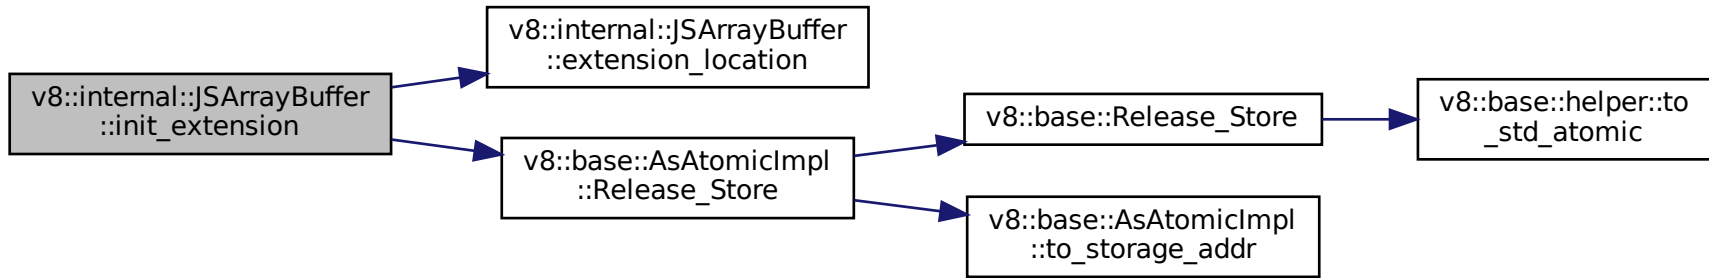 v8::internal::JSArrayBuffer
::init_extension
v8::internal::JSArrayBuffer
::extension_location
v8::base::AsAtomicImpl
::Release_Store
v8::base::Release_Store
v8::base::helper::to
_std_atomic
v8::base::AsAtomicImpl
::to_storage_addr